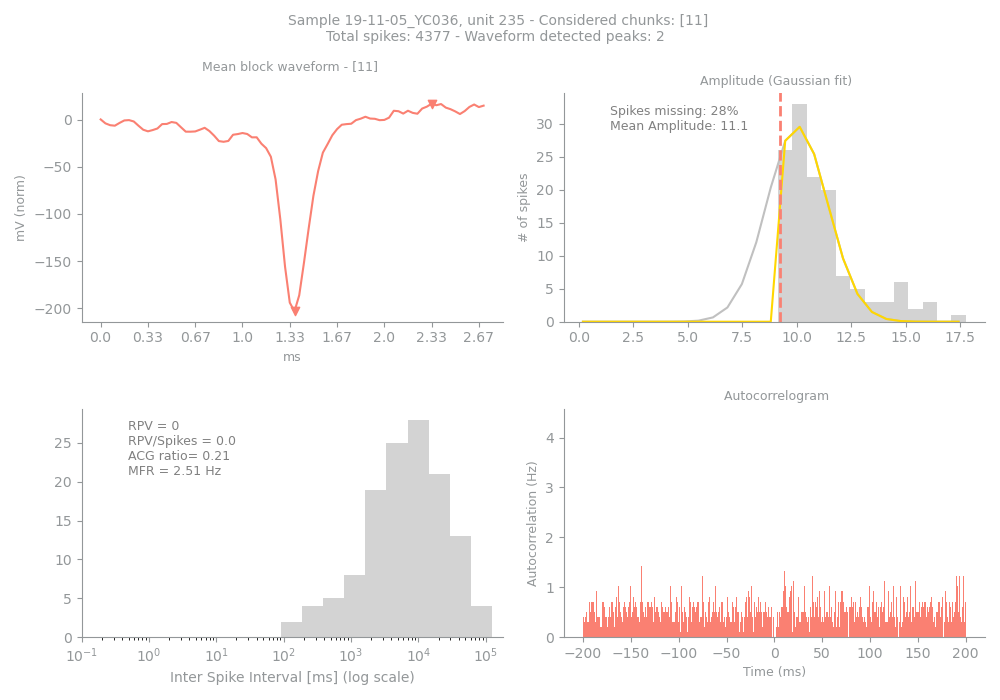 Sample 19-11-05_YC036, unit 235 - Considered chunks: [11]
Total spikes: 4377 - Waveform detected peaks: 2
Mean block waveform - [11]
0
−50
−100
−150
−200
mV (norm)
0.0 0.33 0.67 1.0 1.33 1.67 2.0 2.33 2.67
ms
Amplitude (Gaussian fit)
Spikes missing: 28%
Mean Amplitude: 11.1
30
25
20
15
10
5
0
# of spikes
0.0 2.5 5.0 7.5 10.0 12.5 15.0 17.5
RPV = 0
RPV/Spikes = 0.0
ACG ratio= 0.21
MFR = 2.51 Hz
25
20
15
10
5
0
10⁻¹ 10⁰ 10¹ 10² 10³ 10⁴ 10⁵
Inter Spike Interval [ms] (log scale)
Autocorrelogram
4
3
2
1
0
Autocorrelation (Hz)
−200 −150 −100 −50 0 50 100 150 200
Time (ms)